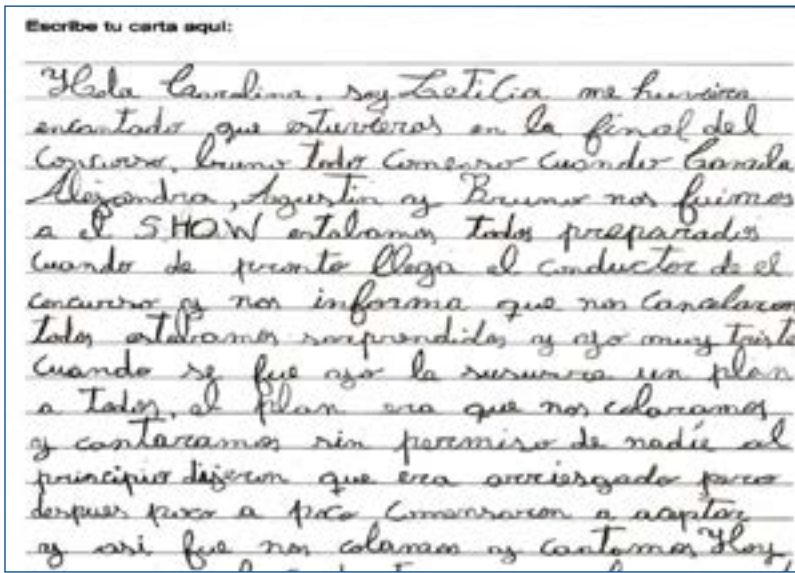 Escribe tu carta aqui:
Hola Carolina, soy Leticia me huviera
encantado que estuvieras en la final del
Concurso, bueno todo Comenso cuando Camila
Alejandra, Agustin y Bruno nos fuimos
a el SHOW estabamos todos preparados
Cuando de pronto llega el conductor de el
concurso y nos informa que nos Cancelaron
todos estabamos sorprendidos y yo muy triste
Cuando se fue yo le susurre un plan
a Todos, el plan era que nos colaramos
y cantaramos sin permiso de nadie al
principio dijeron que era arriesgado pero
despues poco a poco Comensaron a aceptar
y asi fue nos colamos y cantamos Hoy